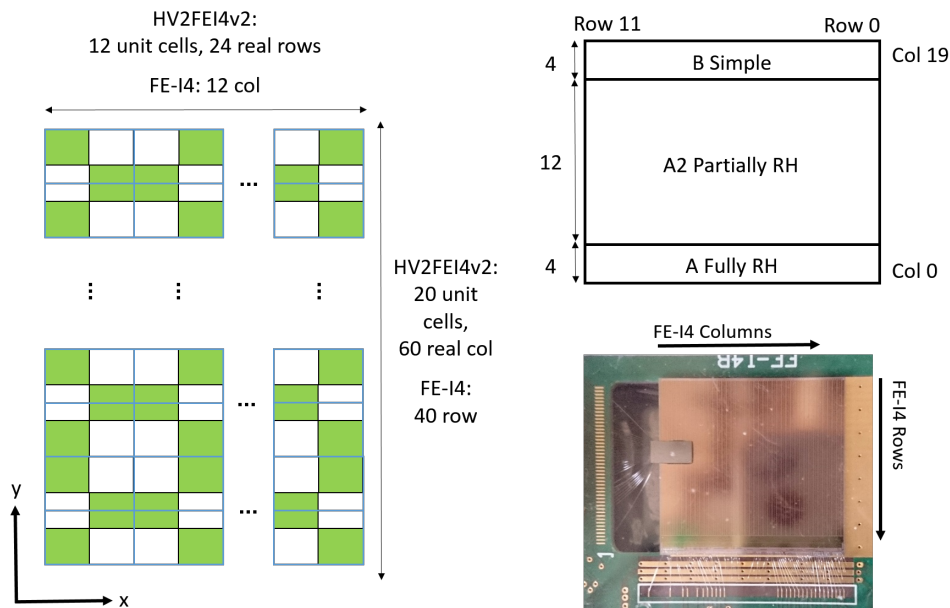 HV2FEI4v2:
12 unit cells, 24 real rows
FE-I4: 12 col
...
⋮ ⋮ ⋮
HV2FEI4v2:
20 unit
cells,
60 real col
FE-I4:
40 row
...
...
y
x
Row 11 Row 0
4 B Simple Col 19
12 A2 Partially RH
4 A Fully RH Col 0
FE-I4 Columns
FE-I4R
FE-I4 Rows
1